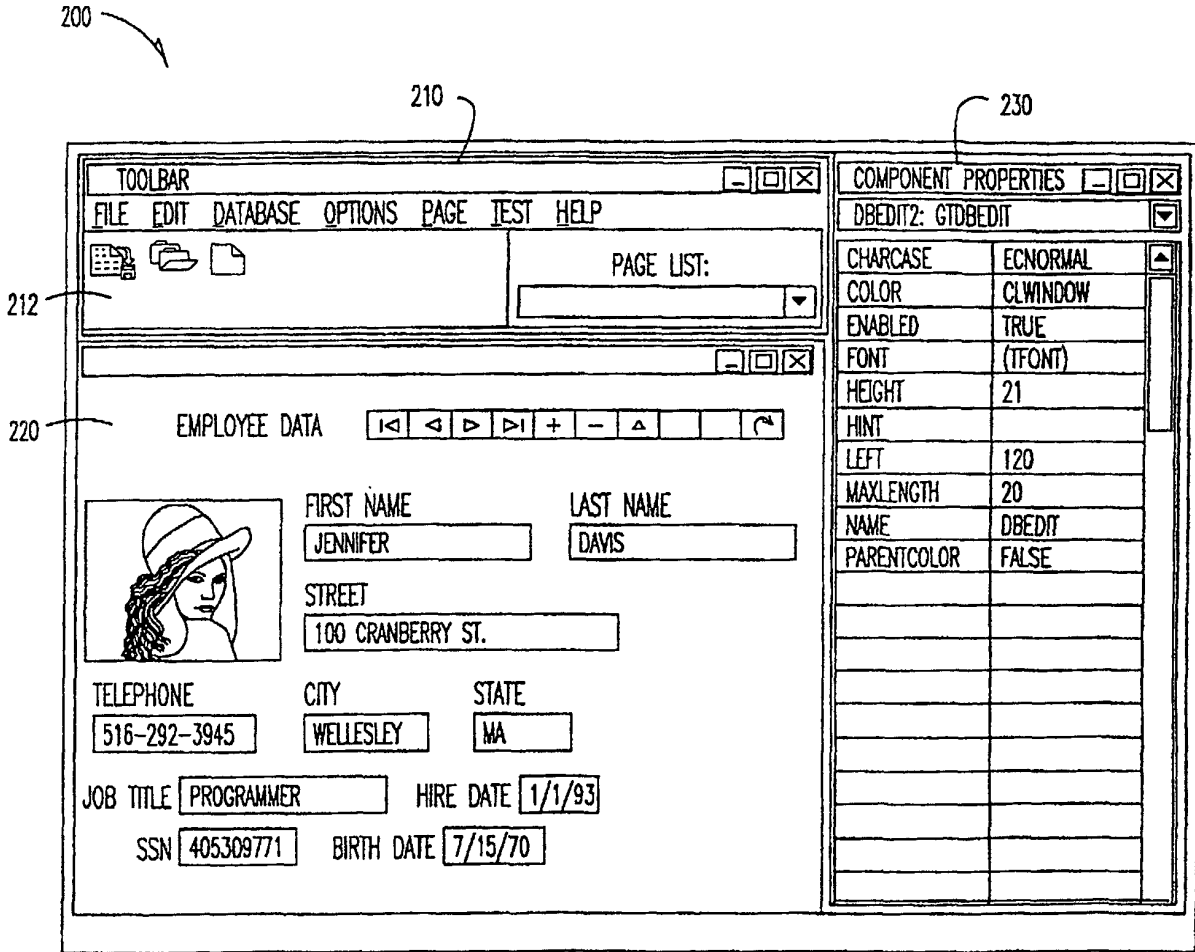 200
210
230
TOOLBAR
FILE EDIT DATABASE OPTIONS PAGE TEST HELP
PAGE LIST:
212
COMPONENT PROPERTIES
DBEDIT2: GTDBEDIT
CHARCASE ECNORMAL
COLOR CLWINDOW
ENABLED TRUE
FONT (TFONT)
HEIGHT 21
HINT
LEFT 120
MAXLENGTH 20
NAME DBEDIT
PARENTCOLOR FALSE
220
EMPLOYEE DATA
FIRST NAME LAST NAME
JENNIFER DAVIS
STREET
100 CRANBERRY ST.
TELEPHONE CITY STATE
516-292-3945 WELLESLEY MA
JOB TITLE PROGRAMMER HIRE DATE 1/1/93
SSN 405309771 BIRTH DATE 7/15/70